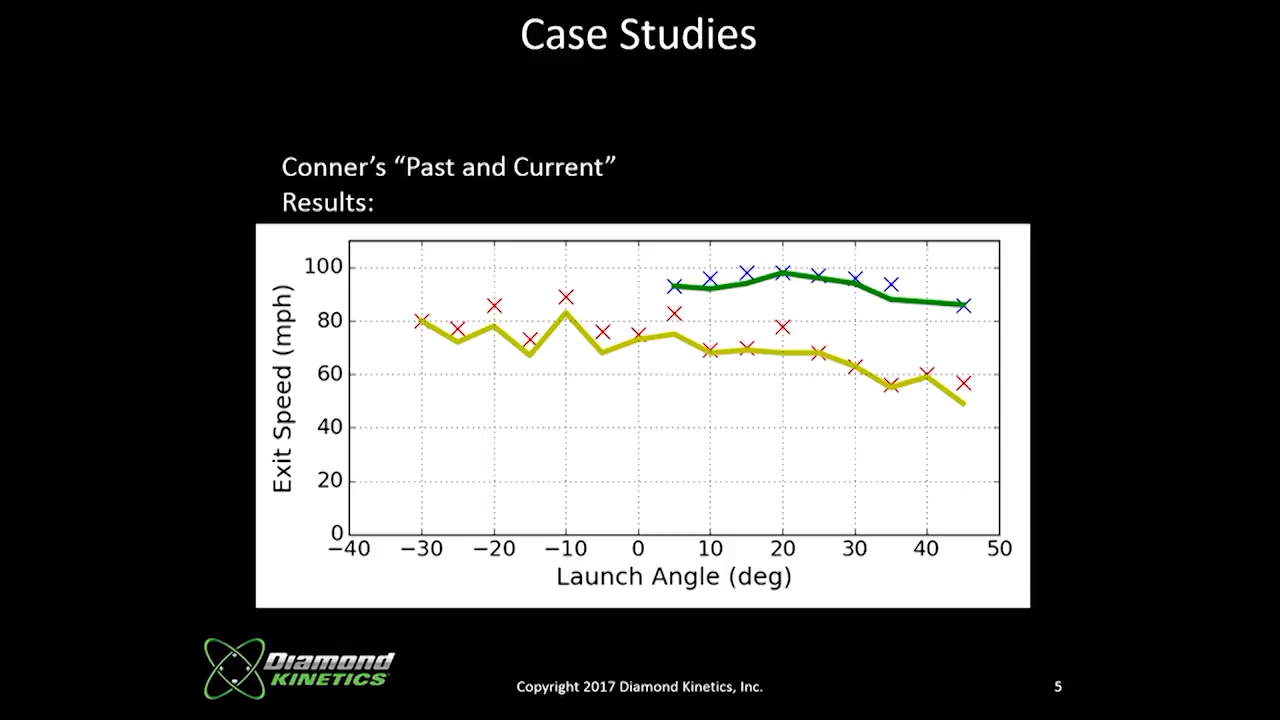 Case Studies
Conner’s “Past and Current”
Results:
100
80
60
40
20
0
Exit Speed (mph)
−40 −30 −20 −10 0 10 20 30 40 50
Launch Angle (deg)
Diamond
KINETICS
Copyright 2017 Diamond Kinetics, Inc.
5